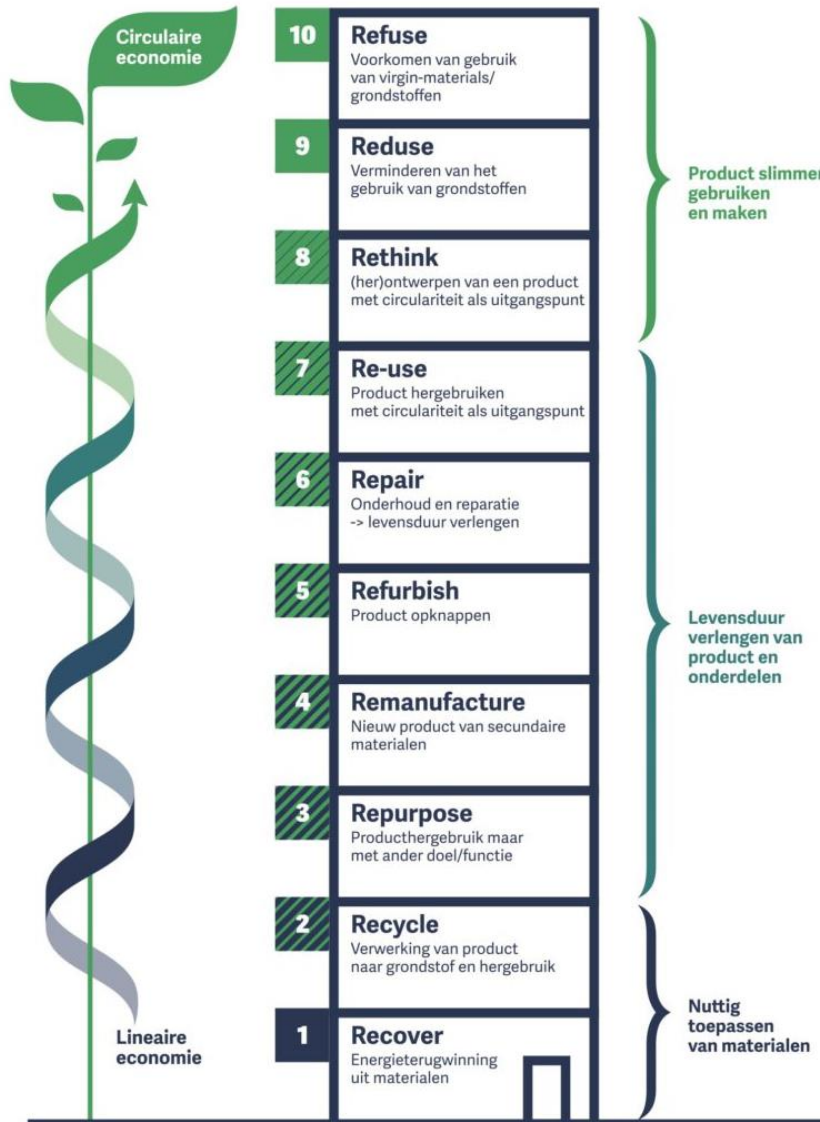 Circulaire
economie
10
Refuse
Voorkomen van gebruik
van virgin-materials/
grondstoffen
9
Reduse
Verminderen van het
gebruik van grondstoffen
8
Rethink
(her)ontwerpen van een product
met circulariteit als uitgangspunt
Product slimmer
gebruiken
en maken
7
Re-use
Product hergebruiken
met circulariteit als uitgangspunt
6
Repair
Onderhoud en reparatie
-> levensduur verlengen
5
Refurbish
Product opknappen
4
Remanufacture
Nieuw product van secundaire
materialen
3
Repurpose
Producthergebruik maar
met ander doel/functie
Levensduur
verlengen van
product en
onderdelen
2
Recycle
Verwerking van product
naar grondstof en hergebruik
1
Recover
Energieterugwinning
uit materialen
Nuttig
toepassen
van materialen
Lineaire
economie